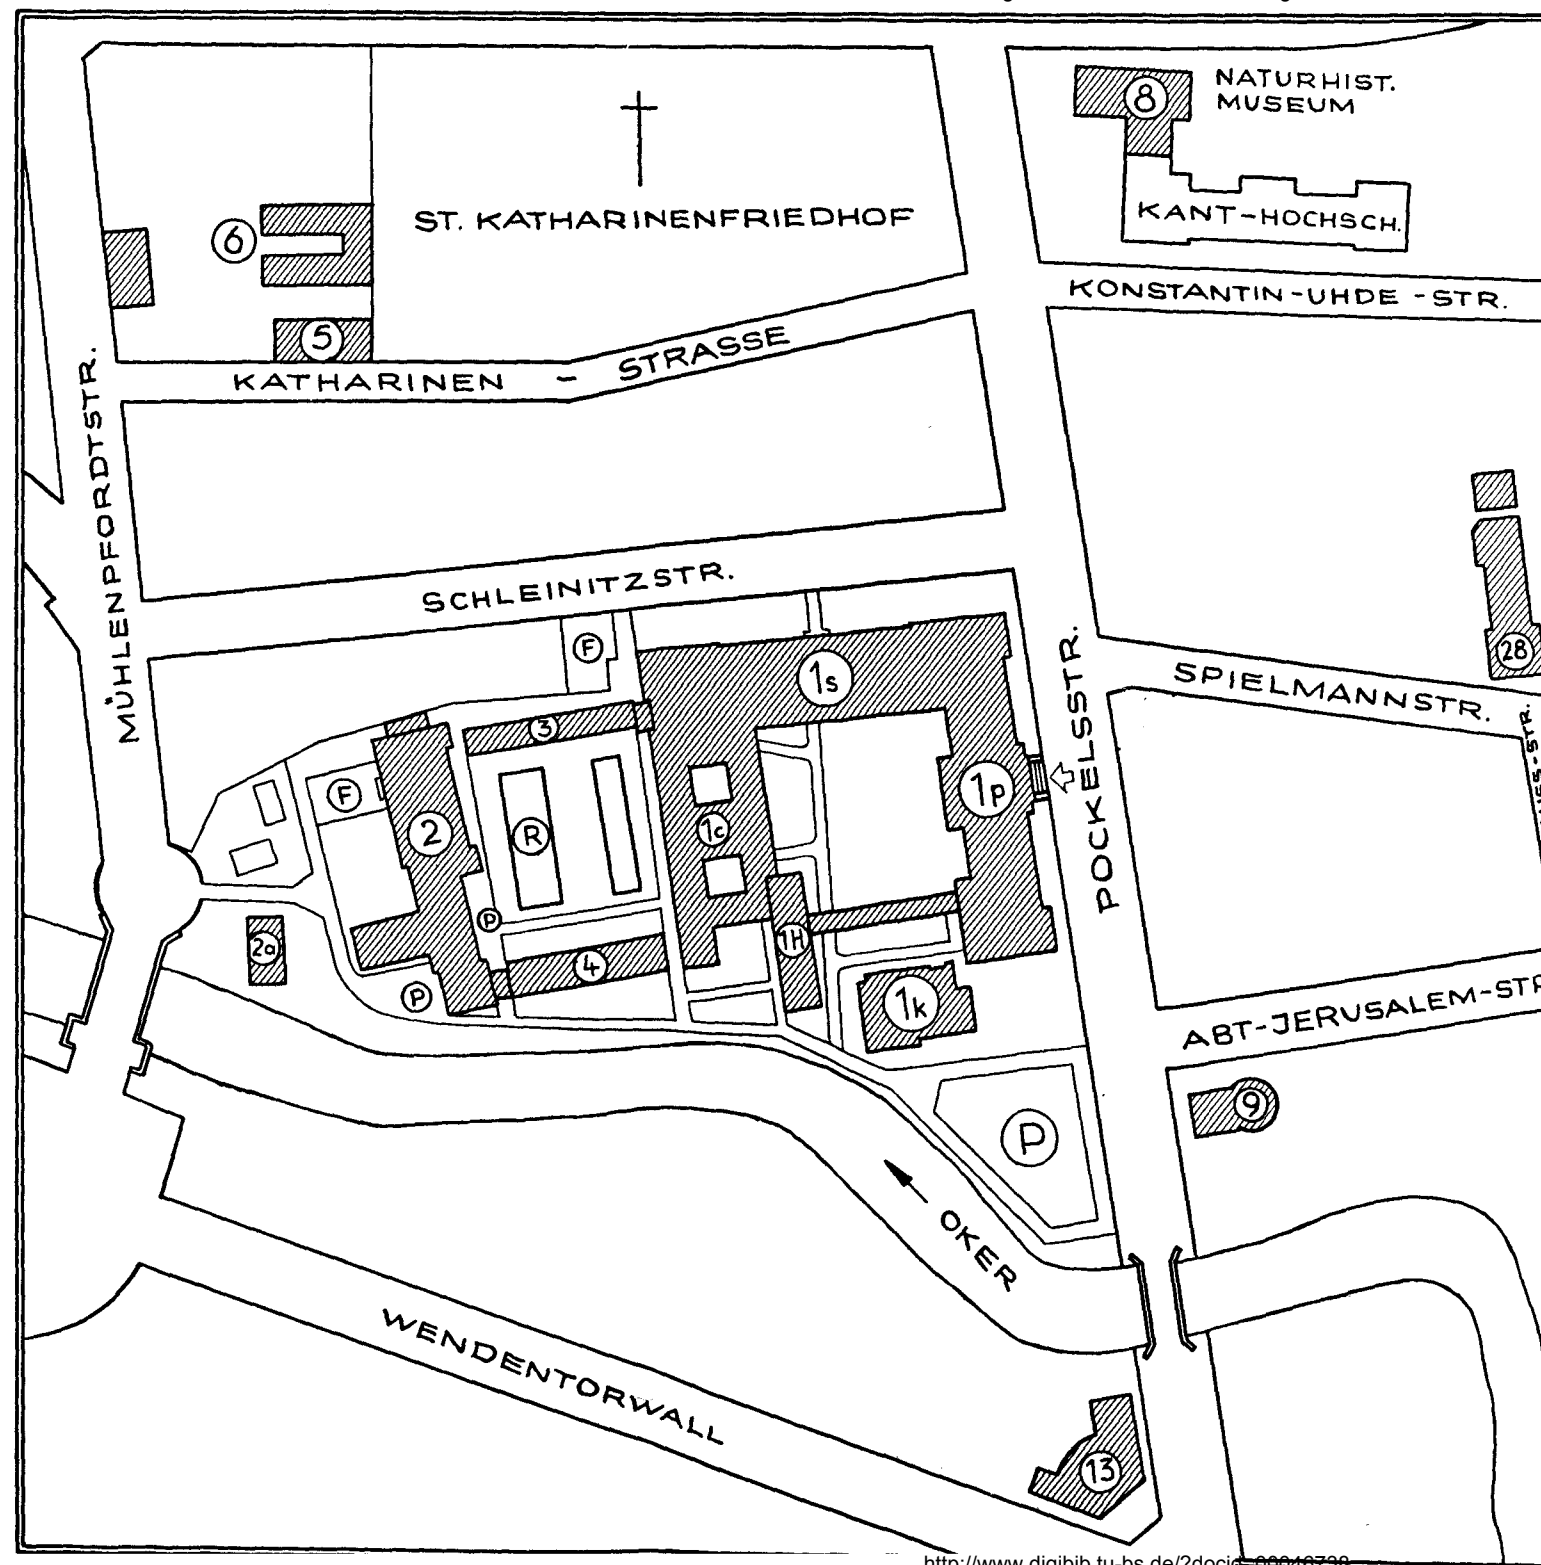 NATURHIST.
MUSEUM
8
KANT-HOCHSCH.
ST. KATHARINENFRIEDHOF
6
5
KONSTANTIN-UHDE-STR.
KATHARINEN - STRASSE
MÜHLENPFORDTSTR.
SCHLEINITZSTR.
F
1s
28
SPIELMANNSTR.
POCKELSSTR.
3
F
2
R
1c
1p
P
2a
1H
4
P
1k
ABT-JERUSALEM-STR
9
P
OKER
WENDENTORWALL
13